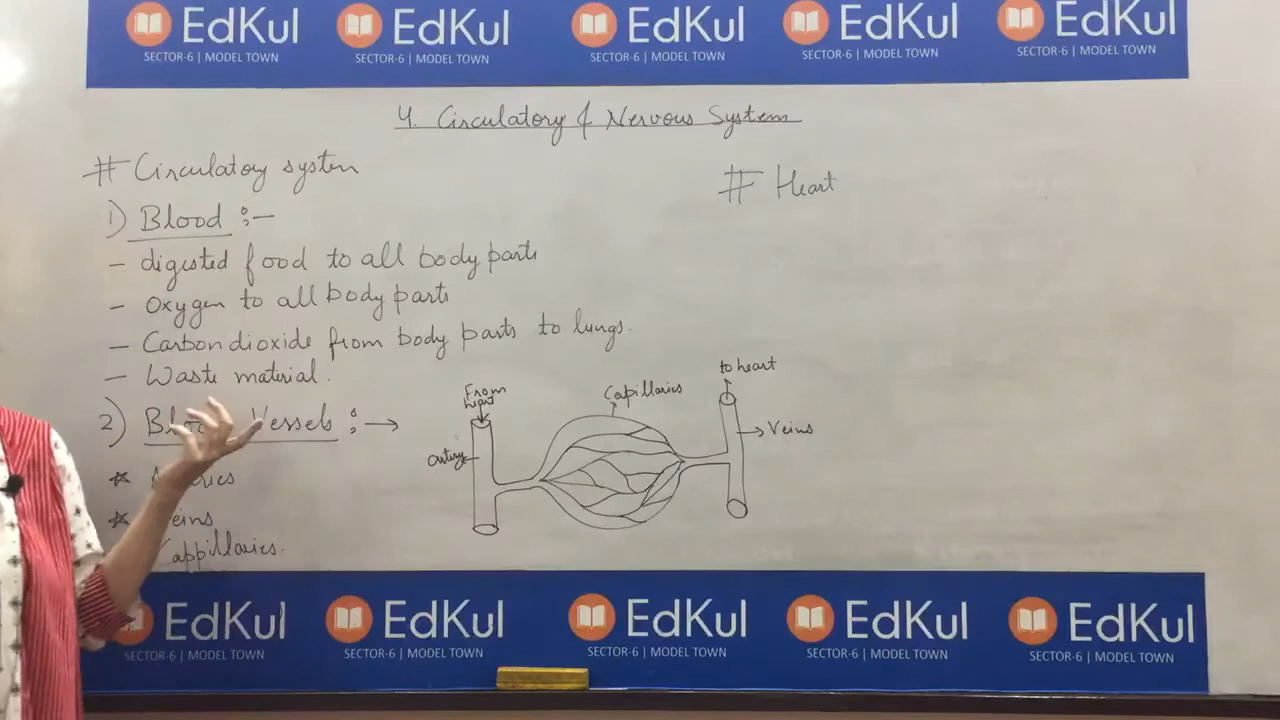 EdKul EdKul EdKul EdKul EdKul
SECTOR-6 | MODEL TOWN SECTOR-6 | MODEL TOWN SECTOR-6 | MODEL TOWN SECTOR-6 | MODEL TOWN SECTOR-6 | MODEL TOWN
4. Circulatory & Nervous System
# Circulatory system
1) Blood :-
- digested food to all body parts
- Oxygen to all body parts
- Carbondioxide from body parts to lungs.
- Waste material.
2) Vessels : →
* 
* eins
appillaries.
From
heart
artery
Capillaries
to heart
Veins
# Heart
EdKul EdKul EdKul EdKul EdKul
SECTOR-6 | MODEL TOWN SECTOR-6 | MODEL TOWN SECTOR-6 | MODEL TOWN SECTOR-6 | MODEL TOWN SECTOR-6 | MODEL TOWN